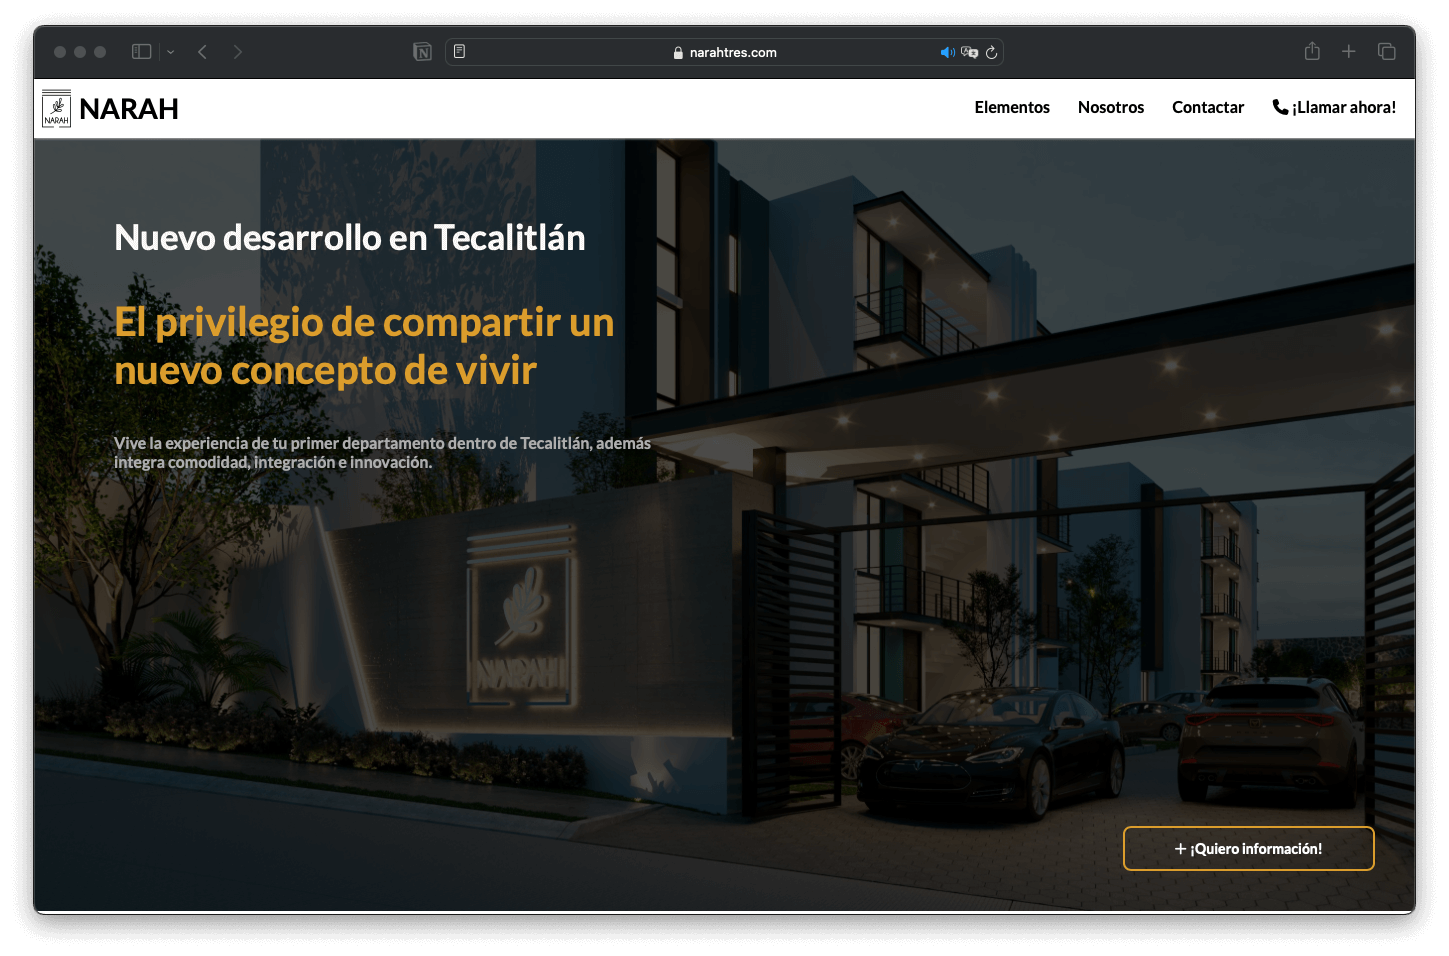 narahtres.com
NARAH
NARAH
Elementos
Nosotros
Contactar
¡Llamar ahora!
Nuevo desarrollo en Tecalitlán
El privilegio de compartir un
nuevo concepto de vivir
Vive la experiencia de tu primer departamento dentro de Tecalitlán, además
integra comodidad, integración e innovación.
NARAH
+ ¡Quiero información!